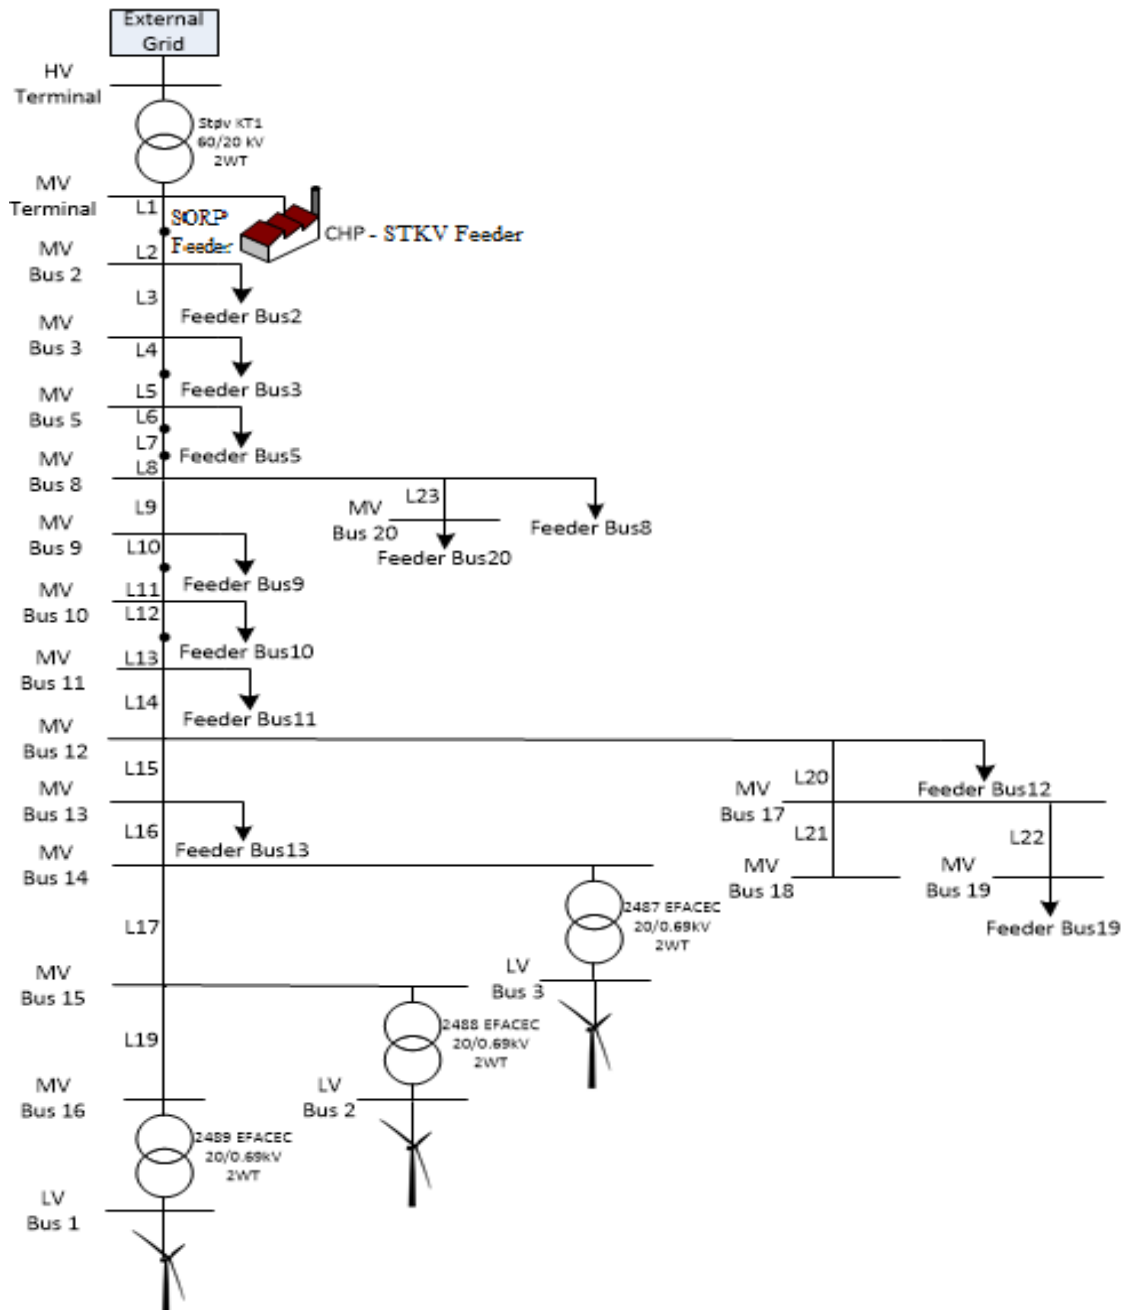 External
Grid
HV
Terminal
Støv KT1
60/20 kV
2WT
MV
Terminal
L1
SORP
Feeder
CHP - STKV Feeder
MV
Bus 2
L2
L3
Feeder Bus2
MV
Bus 3
L4
L5
Feeder Bus3
MV
Bus 5
L6
L7
Feeder Bus5
MV
Bus 8
L8
L9
L23
MV
Bus 20
Feeder Bus20
Feeder Bus8
MV
Bus 9
L10
Feeder Bus9
MV
Bus 10
L11
L12
Feeder Bus10
MV
Bus 11
L13
L14
Feeder Bus11
MV
Bus 12
L15
L20
Feeder Bus12
MV
Bus 13
L16
Feeder Bus13
MV
Bus 17
L21
L22
MV
Bus 14
MV
Bus 18
MV
Bus 19
Feeder Bus19
2487 EFACEC
20/0.69kV
2WT
L17
LV
Bus 3
MV
Bus 15
2488 EFACEC
20/0.69kV
2WT
L19
LV
Bus 2
MV
Bus 16
2489 EFACEC
20/0.69kV
2WT
LV
Bus 1